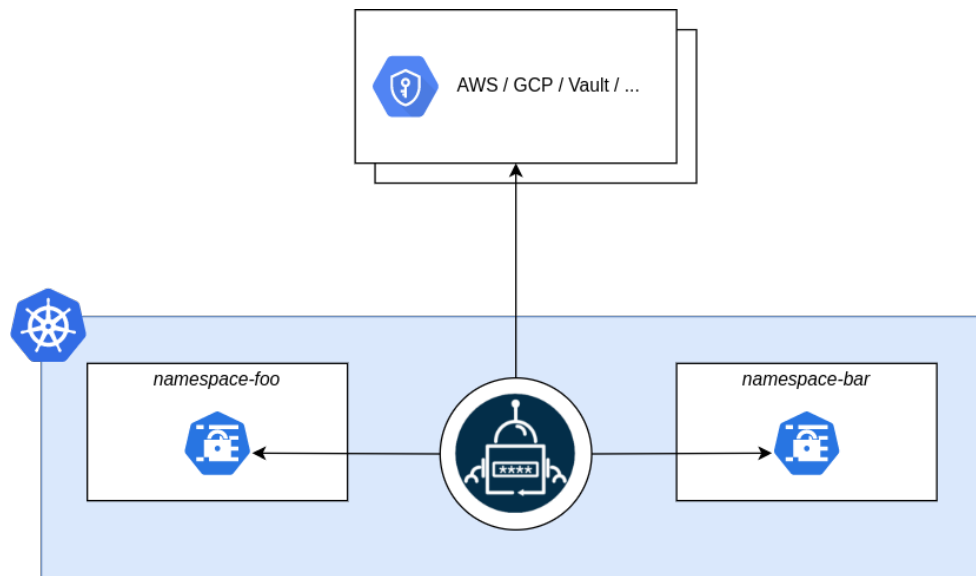 AWS / GCP / Vault / ...
namespace-foo
namespace-bar
****